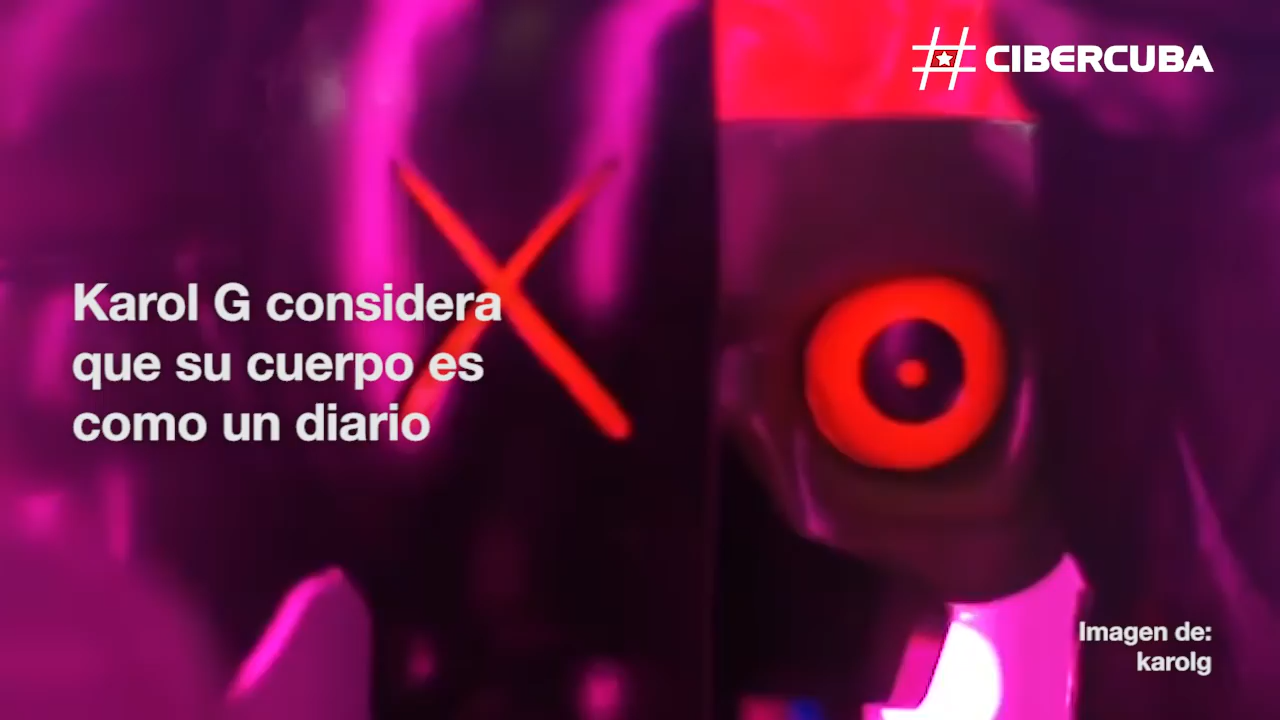 # CIBERCUBA
Karol G considera
que su cuerpo es
como un diario
Imagen de:
karolg